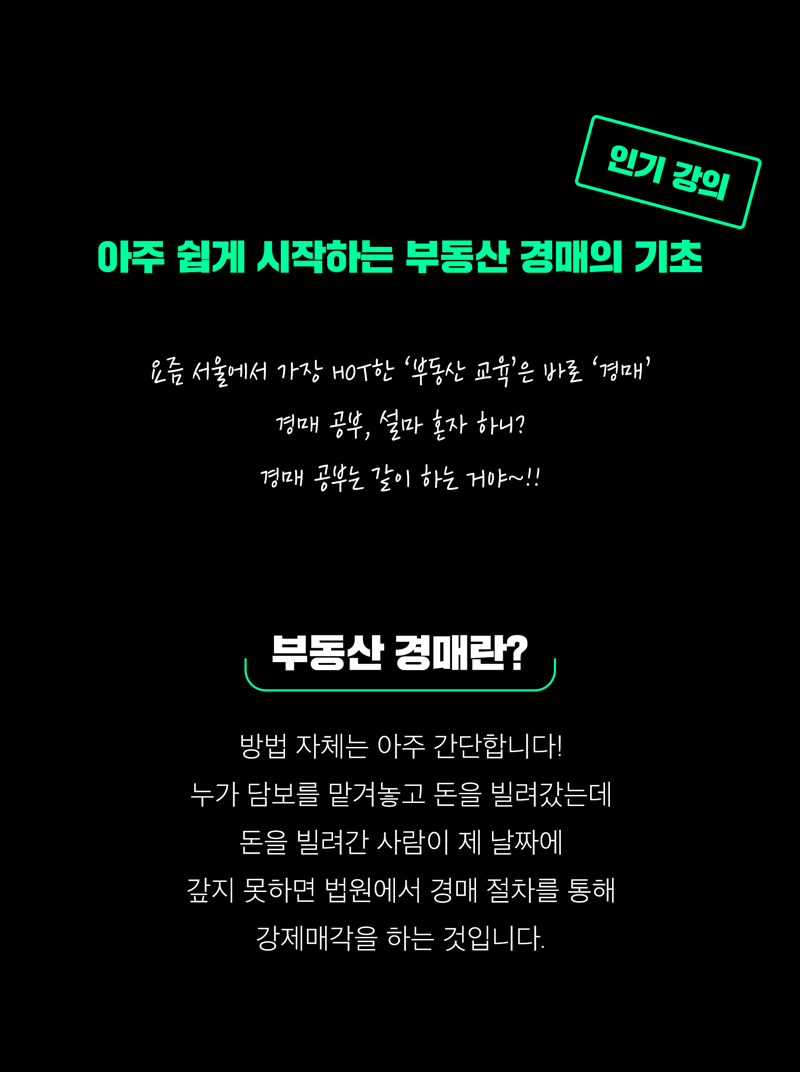 인기 강의
아주 쉽게 시작하는 부동산 경매의 기초
요즘 서울에서 가장 HOT한 ‘부동산 교육’은 바로 ‘경매’
경매 공부, 설마 혼자 하니?
경매 공부는 같이 하는 거야~!!
부동산 경매란?
방법 자체는 아주 간단합니다!
누가 담보를 맡겨놓고 돈을 빌려갔는데
돈을 빌려간 사람이 제 날짜에
갚지 못하면 법원에서 경매 절차를 통해
강제매각을 하는 것입니다.